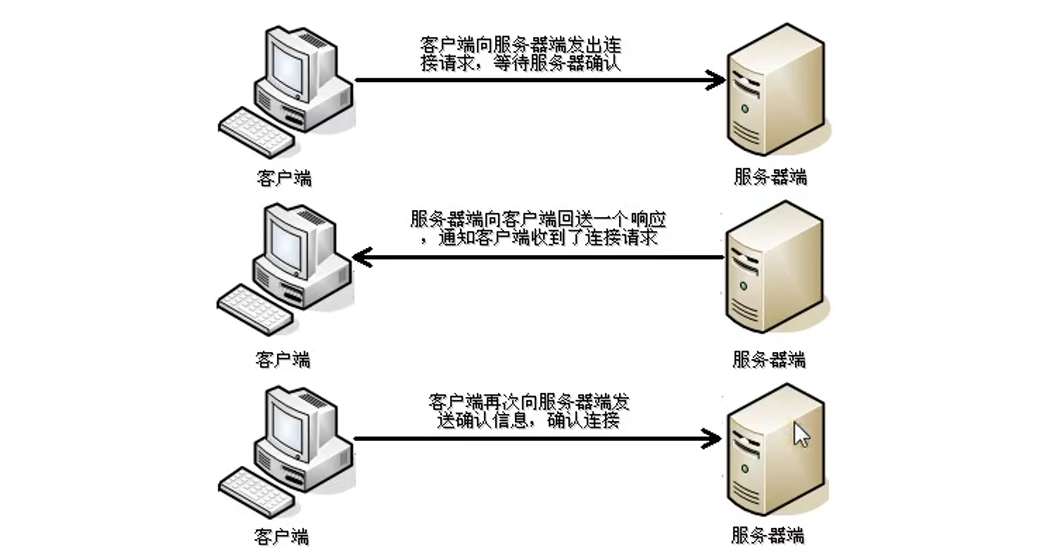 客户端向服务器端发出连
接请求，等待服务器确认
客户端
服务器端
服务器端向客户端回送一个响应
，通知客户端收到了连接请求
客户端
服务器端
客户端再次向服务器端发
送确认信息，确认连接
客户端
服务器端